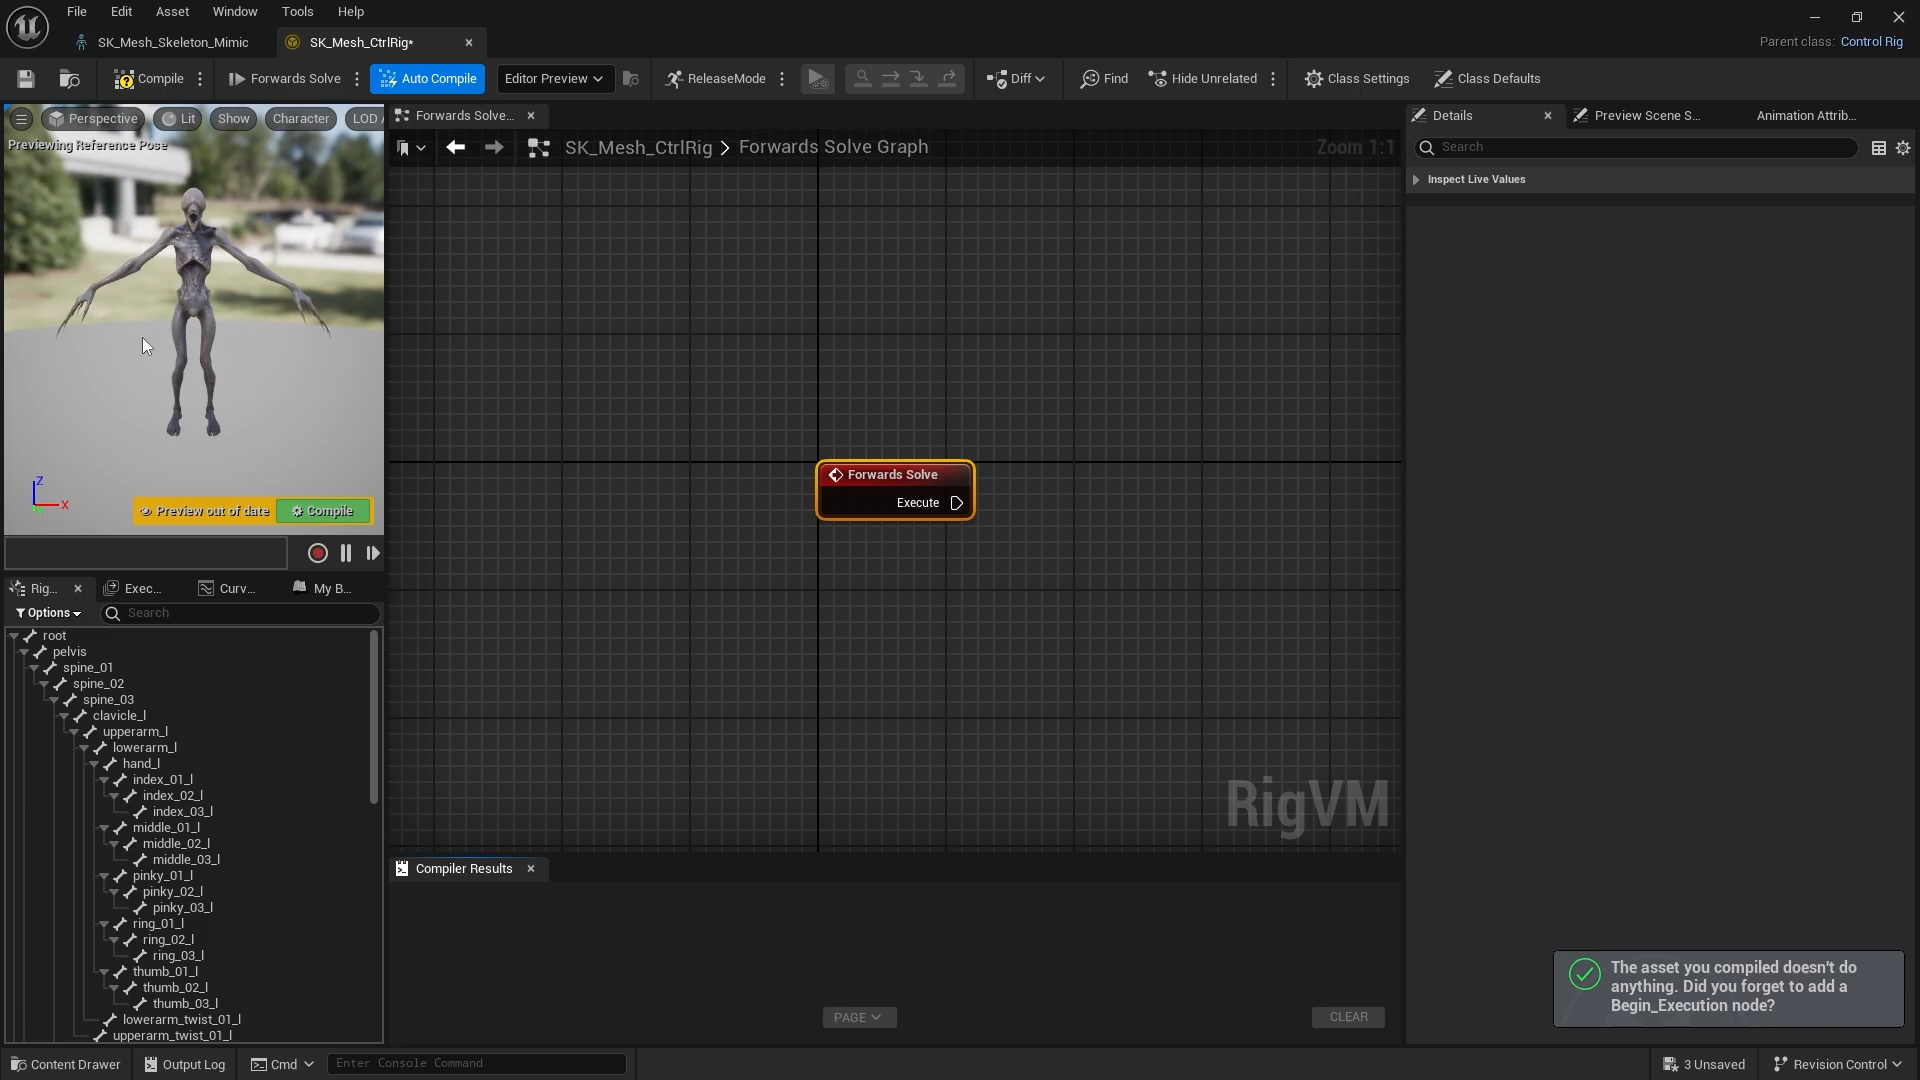 File Edit Asset Window Tools Help
SK_Mesh_Skeleton_Mimic
SK_Mesh_CtrlRig*
Parent class: Control Rig
Compile
Forwards Solve
Auto Compile
Editor Preview
ReleaseMode
Diff
Find
Hide Unrelated
Class Settings
Class Defaults
Perspective
Lit
Show
Character
LOD
Previewing Reference Pose
Z
X
Preview out of date
Compile
Forwards Solve...
SK_Mesh_CtrlRig > Forwards Solve Graph
Zoom 1:1
Forwards Solve
Execute
RigVM
Details
Preview Scene S...
Animation Attrib...
Search
Inspect Live Values
Rig...
Exec...
Curv...
My B...
Options
Search
root
pelvis
spine_01
spine_02
spine_03
clavicle_l
upperarm_l
lowerarm_l
hand_l
index_01_l
index_02_l
index_03_l
middle_01_l
middle_02_l
middle_03_l
pinky_01_l
pinky_02_l
pinky_03_l
ring_01_l
ring_02_l
ring_03_l
thumb_01_l
thumb_02_l
thumb_03_l
lowerarm_twist_01_l
upperarm_twist_01_l
Compiler Results
PAGE
CLEAR
The asset you compiled doesn't do
anything. Did you forget to add a
Begin_Execution node?
Content Drawer
Output Log
Cmd
Enter Console Command
3 Unsaved
Revision Control